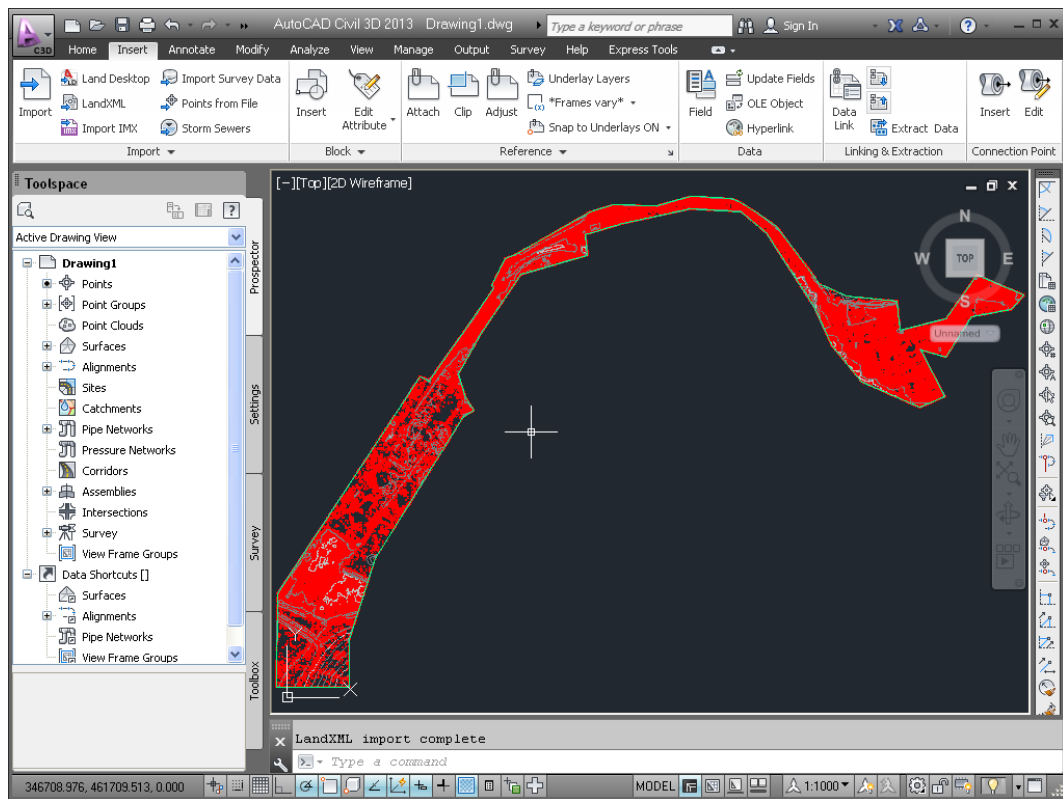 AutoCAD Civil 3D 2013 Drawing1.dwg Type a keyword or phrase Sign In
C3D Home Insert Annotate Modify Analyze View Manage Output Survey Help Express Tools
Land Desktop Import Survey Data Underlay Layers Update Fields
LandXML Points from File *Frames vary* OLE Object
Import Insert Edit Attribute Attach Clip Adjust Field Data Link Insert Edit
Import IMX Storm Sewers Snap to Underlays ON Hyperlink Extract Data
Import Block Reference Data Linking & Extraction Connection Point
Toolspace
[-][Top][2D Wireframe]
Active Drawing View
N
W TOP E
S
Unnamed
Prospector
Settings
Survey
Toolbox
Drawing1
Points
Point Groups
Point Clouds
Surfaces
Alignments
Sites
Catchments
Pipe Networks
Pressure Networks
Corridors
Assemblies
Intersections
Survey
View Frame Groups
Data Shortcuts []
Surfaces
Alignments
Pipe Networks
View Frame Groups
Y
X
LandXML import complete
Type a command
346708.976, 461709.513, 0.000 MODEL 1:1000